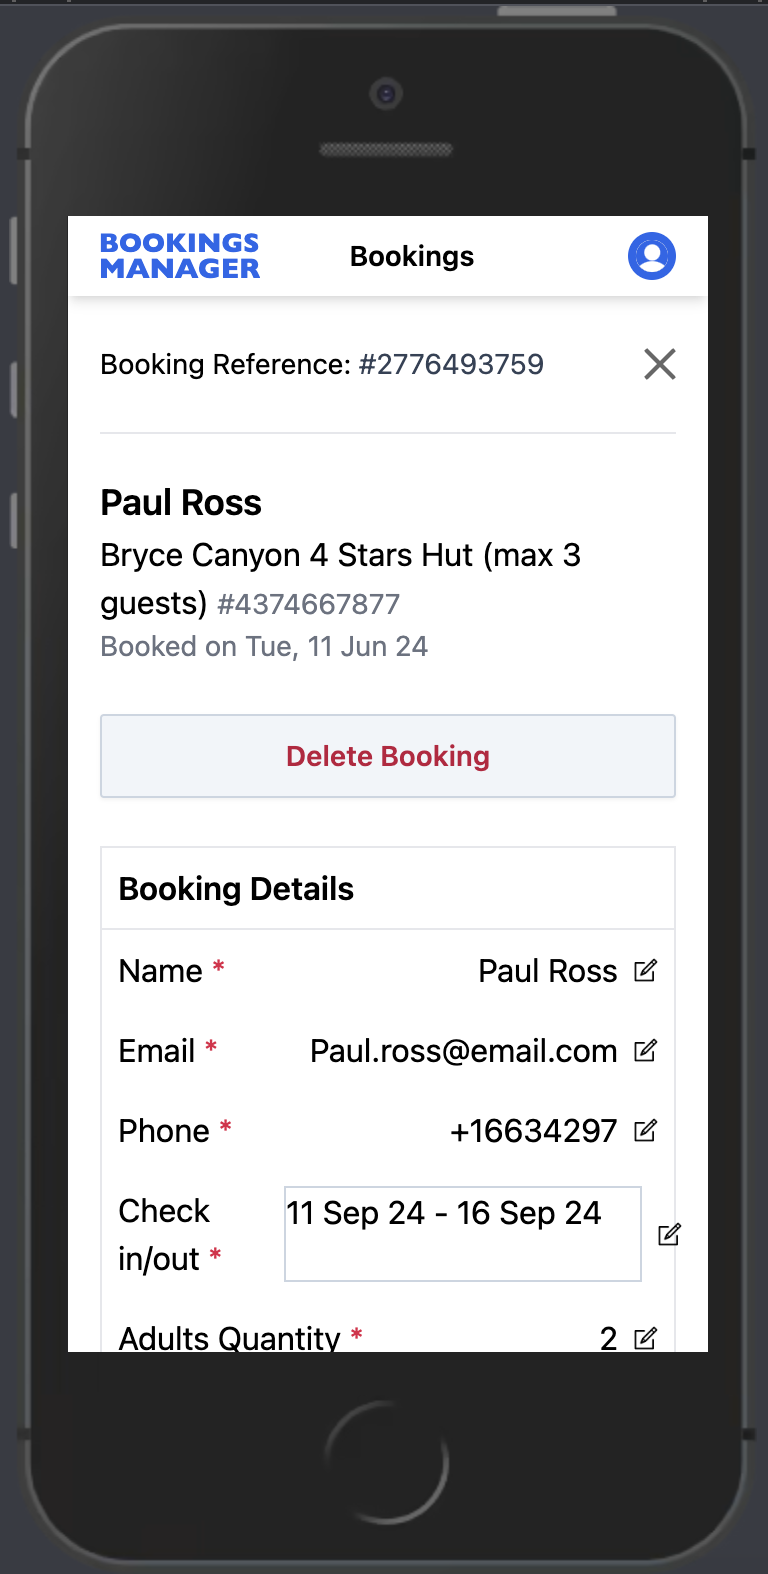 BOOKINGS
MANAGER
Bookings
Booking Reference: #2776493759
Paul Ross
Bryce Canyon 4 Stars Hut (max 3
guests) #4374667877
Booked on Tue, 11 Jun 24
Delete Booking
Booking Details
Name * Paul Ross
Email * Paul.ross@email.com
Phone * +16634297
Check
in/out * 11 Sep 24 - 16 Sep 24
Adults Quantity * 2